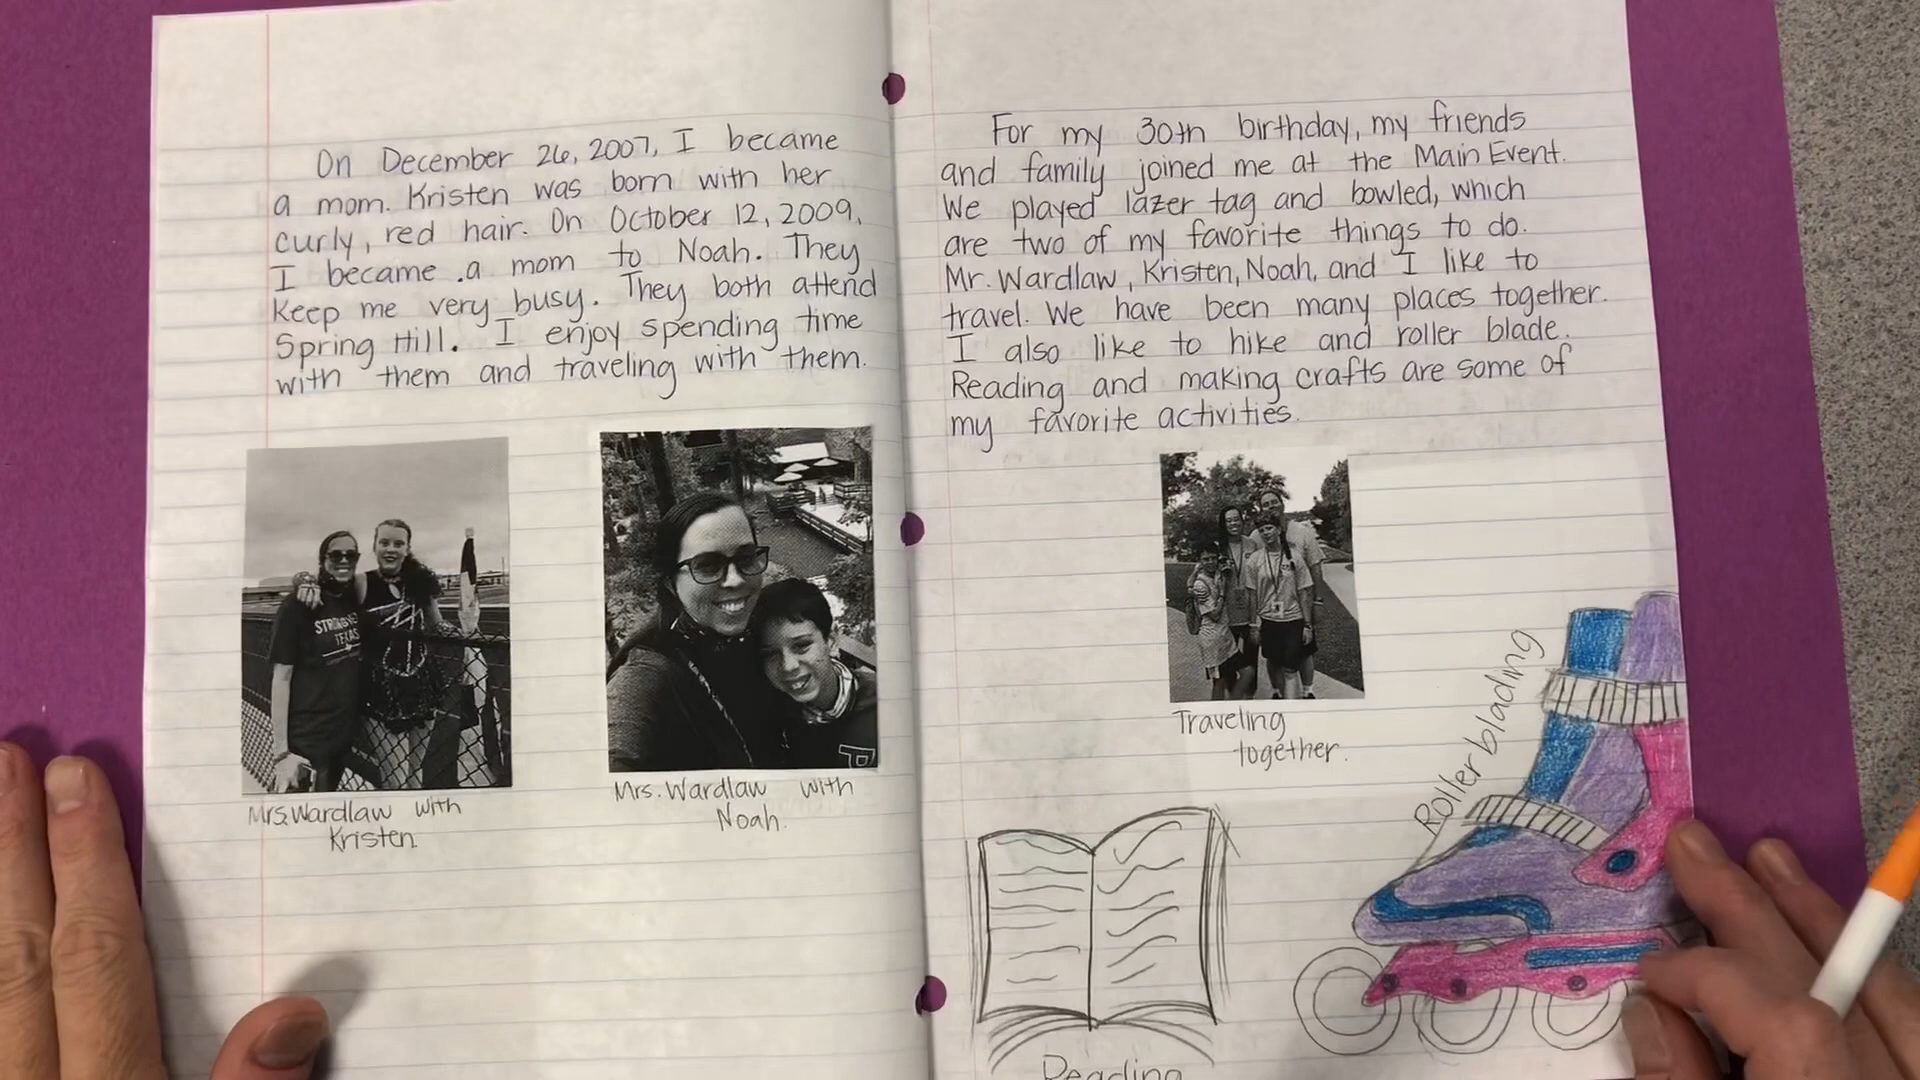 On December 26, 2007, I became
a mom. Kristen was born with her
curly, red hair. On October 12, 2009,
I became a mom to Noah. They
keep me very busy. They both attend
Spring Hill. I enjoy spending time
with them and traveling with them.
STRONG
TEXAS
Mrs. Wardlaw with
Kristen
P
Mrs. Wardlaw with
Noah.
For my 30th birthday, my friends
and family joined me at the Main Event.
We played lazer tag and bowled, which
are two of my favorite things to do.
Mr. Wardlaw, Kristen, Noah, and I like to
travel. We have been many places together.
I also like to hike and roller blade.
Reading and making crafts are some of
my favorite activities.
Traveling
together.
Roller blading
Reading